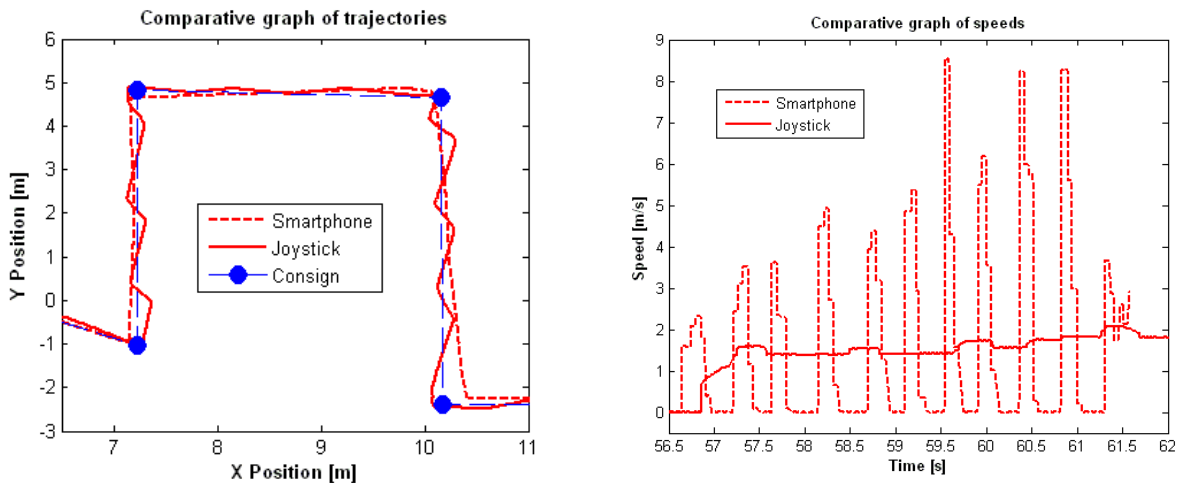 Comparative graph of trajectories
6
5
4
3
2
1
0
-1
-2
-3
Y Position [m]
Smartphone
Joystick
Consign
7 8 9 10 11
X Position [m]
Comparative graph of speeds
9
8
7
6
5
4
3
2
1
0
Speed [m/s]
Smartphone
Joystick
56.5 57 57.5 58 58.5 59 59.5 60 60.5 61 61.5 62
Time [s]